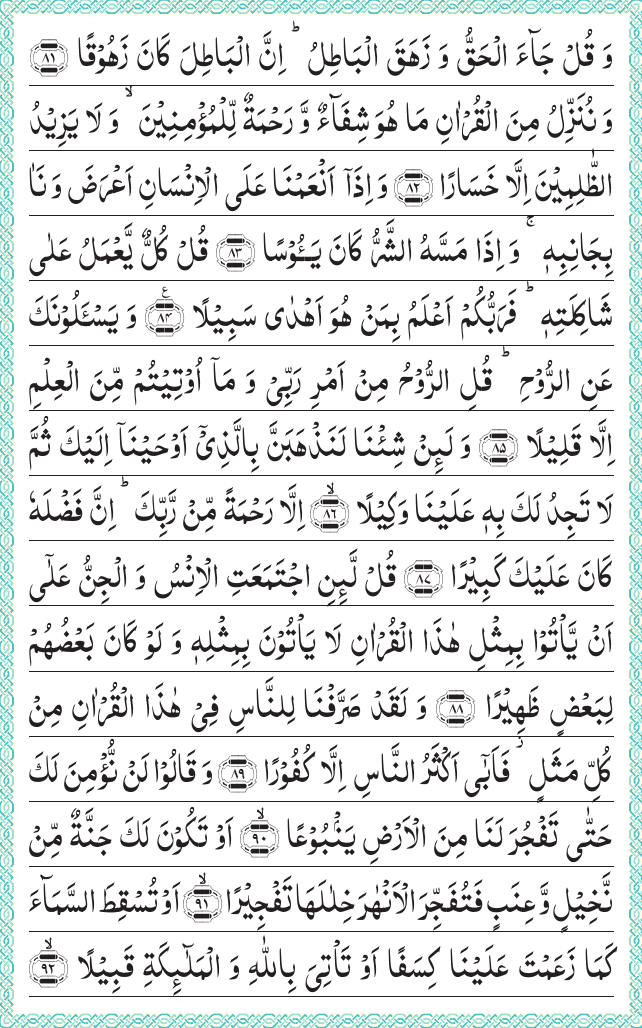 وَ قُلْ جَآءَ الْحَقُّ وَ زَهَقَ الْبَاطِلُ ؕ اِنَّ الْبَاطِلَ كَانَ زَهُوْقًا ﴿۸۱﴾
وَ نُنَزِّلُ مِنَ الْقُرْاٰنِ مَا هُوَ شِفَآءٌ وَّ رَحْمَةٌ لِّلْمُؤْمِنِيْنَ ۙ وَ لَا يَزِيْدُ
الظّٰلِمِيْنَ اِلَّا خَسَارًا ﴿۸۲﴾ وَ اِذَاۤ اَنْعَمْنَا عَلَى الْاِنْسَانِ اَعْرَضَ وَ نَاٰ
بِجَانِبِهٖ ۚ وَ اِذَا مَسَّهُ الشَّرُّ كَانَ يَـُٔوْسًا ﴿۸۳﴾ قُلْ كُلٌّ يَّعْمَلُ عَلٰى
شَاكِلَتِهٖ ؕ فَرَبُّكُمْ اَعْلَمُ بِمَنْ هُوَ اَهْدٰى سَبِيْلًا ﴿۸۴﴾ ع وَ يَسْـَٔلُوْنَكَ
عَنِ الرُّوْحِ ؕ قُلِ الرُّوْحُ مِنْ اَمْرِ رَبِّيْ وَ مَاۤ اُوْتِيْتُمْ مِّنَ الْعِلْمِ
اِلَّا قَلِيْلًا ﴿۸۵﴾ وَ لَىِٕنْ شِئْنَا لَنَذْهَبَنَّ بِالَّذِيْۤ اَوْحَيْنَاۤ اِلَيْكَ ثُمَّ
لَا تَجِدُ لَكَ بِهٖ عَلَيْنَا وَكِيْلًا ﴿ۙ۸۶﴾ اِلَّا رَحْمَةً مِّنْ رَّبِّكَ ؕ اِنَّ فَضْلَهٗ
كَانَ عَلَيْكَ كَبِيْرًا ﴿۸۷﴾ قُلْ لَّىِٕنِ اجْتَمَعَتِ الْاِنْسُ وَ الْجِنُّ عَلٰۤى
اَنْ يَّاْتُوْا بِمِثْلِ هٰذَا الْقُرْاٰنِ لَا يَاْتُوْنَ بِمِثْلِهٖ وَ لَوْ كَانَ بَعْضُهُمْ
لِبَعْضٍ ظَهِيْرًا ﴿۸۸﴾ وَ لَقَدْ صَرَّفْنَا لِلنَّاسِ فِيْ هٰذَا الْقُرْاٰنِ مِنْ
كُلِّ مَثَلٍ ؗ فَاَبٰۤى اَكْثَرُ النَّاسِ اِلَّا كُفُوْرًا ﴿۸۹﴾ وَ قَالُوْا لَنْ نُّؤْمِنَ لَكَ
حَتّٰى تَفْجُرَ لَنَا مِنَ الْاَرْضِ يَنْۢبُوْعًا ﴿ۙ۹۰﴾ اَوْ تَكُوْنَ لَكَ جَنَّةٌ مِّنْ
نَّخِيْلٍ وَّ عِنَبٍ فَتُفَجِّرَ الْاَنْهٰرَ خِلٰلَهَا تَفْجِيْرًا ﴿ۙ۹۱﴾ اَوْ تُسْقِطَ السَّمَآءَ
كَمَا زَعَمْتَ عَلَيْنَا كِسَفًا اَوْ تَاْتِيَ بِاللّٰهِ وَ الْمَلٰٓىِٕكَةِ قَبِيْلًا ﴿ۙ۹۲﴾